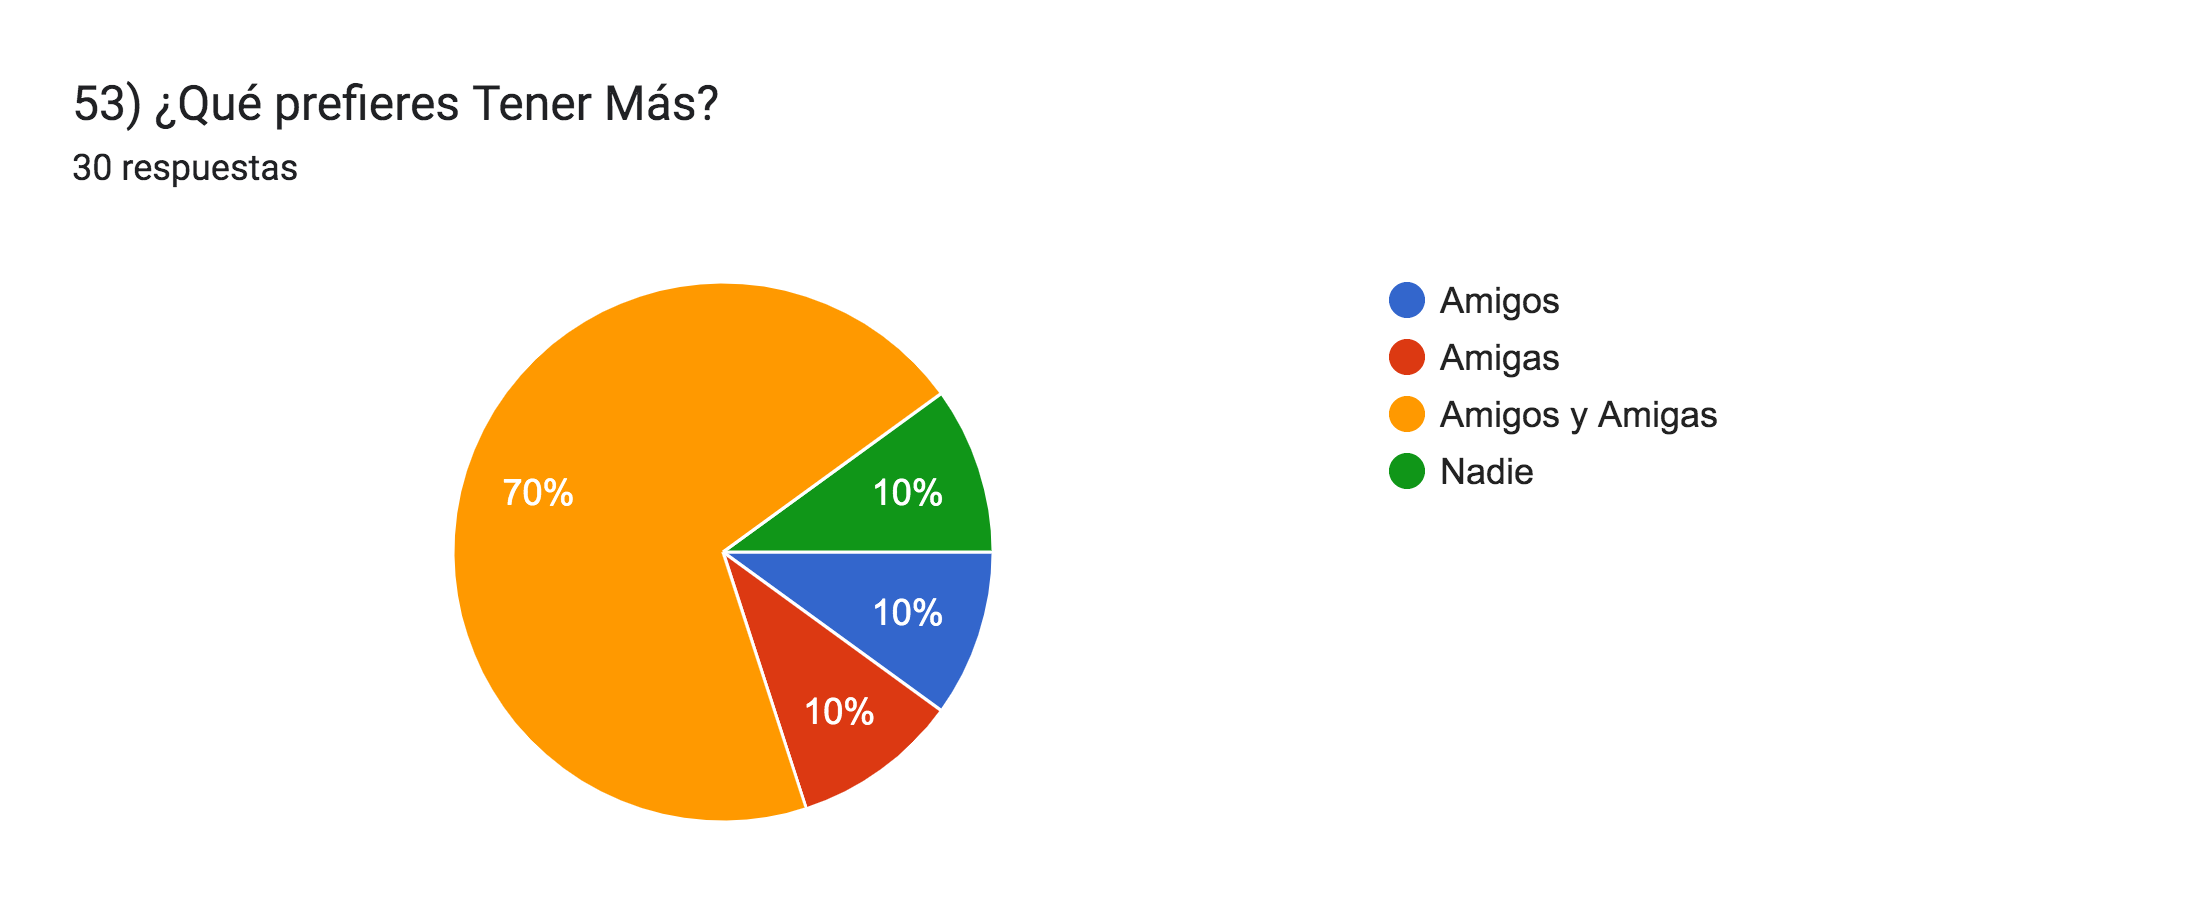 53) ¿Qué prefieres Tener Más?
30 respuestas
Amigos
Amigas
Amigos y Amigas
Nadie
70%
10%
10%
10%